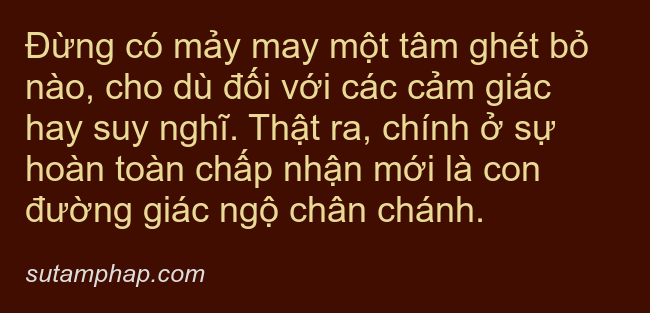 Đừng có mảy may một tâm ghét bỏ
nào, cho dù đối với các cảm giác
hay suy nghĩ. Thật ra, chính ở sự
hoàn toàn chấp nhận mới là con
đường giác ngộ chân chánh.
sutamphap.com